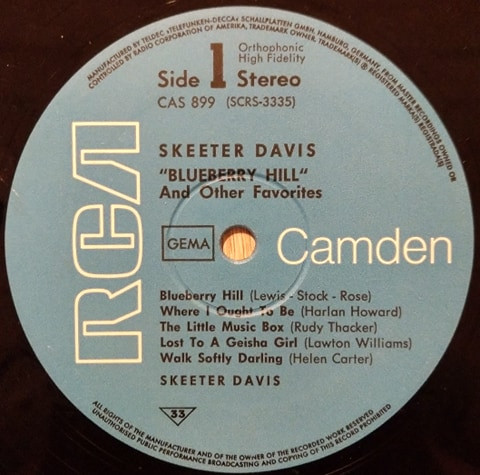 MANUFACTURED BY TELDEC »TELEFUNKEN-DECCA« SCHALLPLATTEN GMBH, HAMBURG, GERMANY, FROM MASTER RECORDINGS OWNED OR
CONTROLLED BY RADIO CORPORATION OF AMERIKA, TRADEMARK OWNER, TRADEMARK(S) ® REGISTERED MARKA(S) REGISTRADA(S)
Orthophonic
High Fidelity
Side 1 Stereo
CAS 899 (SCRS-3335)
SKEETER DAVIS
"BLUEBERRY HILL"
And Other Favorites
RCA
GEMA
Camden
Blueberry Hill (Lewis - Stock - Rose)
Where I Ought To Be (Harlan Howard)
The Little Music Box (Rudy Thacker)
Lost To A Geisha Girl (Lawton Williams)
Walk Softly Darling (Helen Carter)
SKEETER DAVIS
33
ALL RIGHTS OF THE MANUFACTURER AND OF THE OWNER OF THE RECORDED WORK RESERVED
UNAUTHORISED PUBLIC PERFORMANCE BROADCASTING AND COPYING OF THIS RECORD PROHIBITED